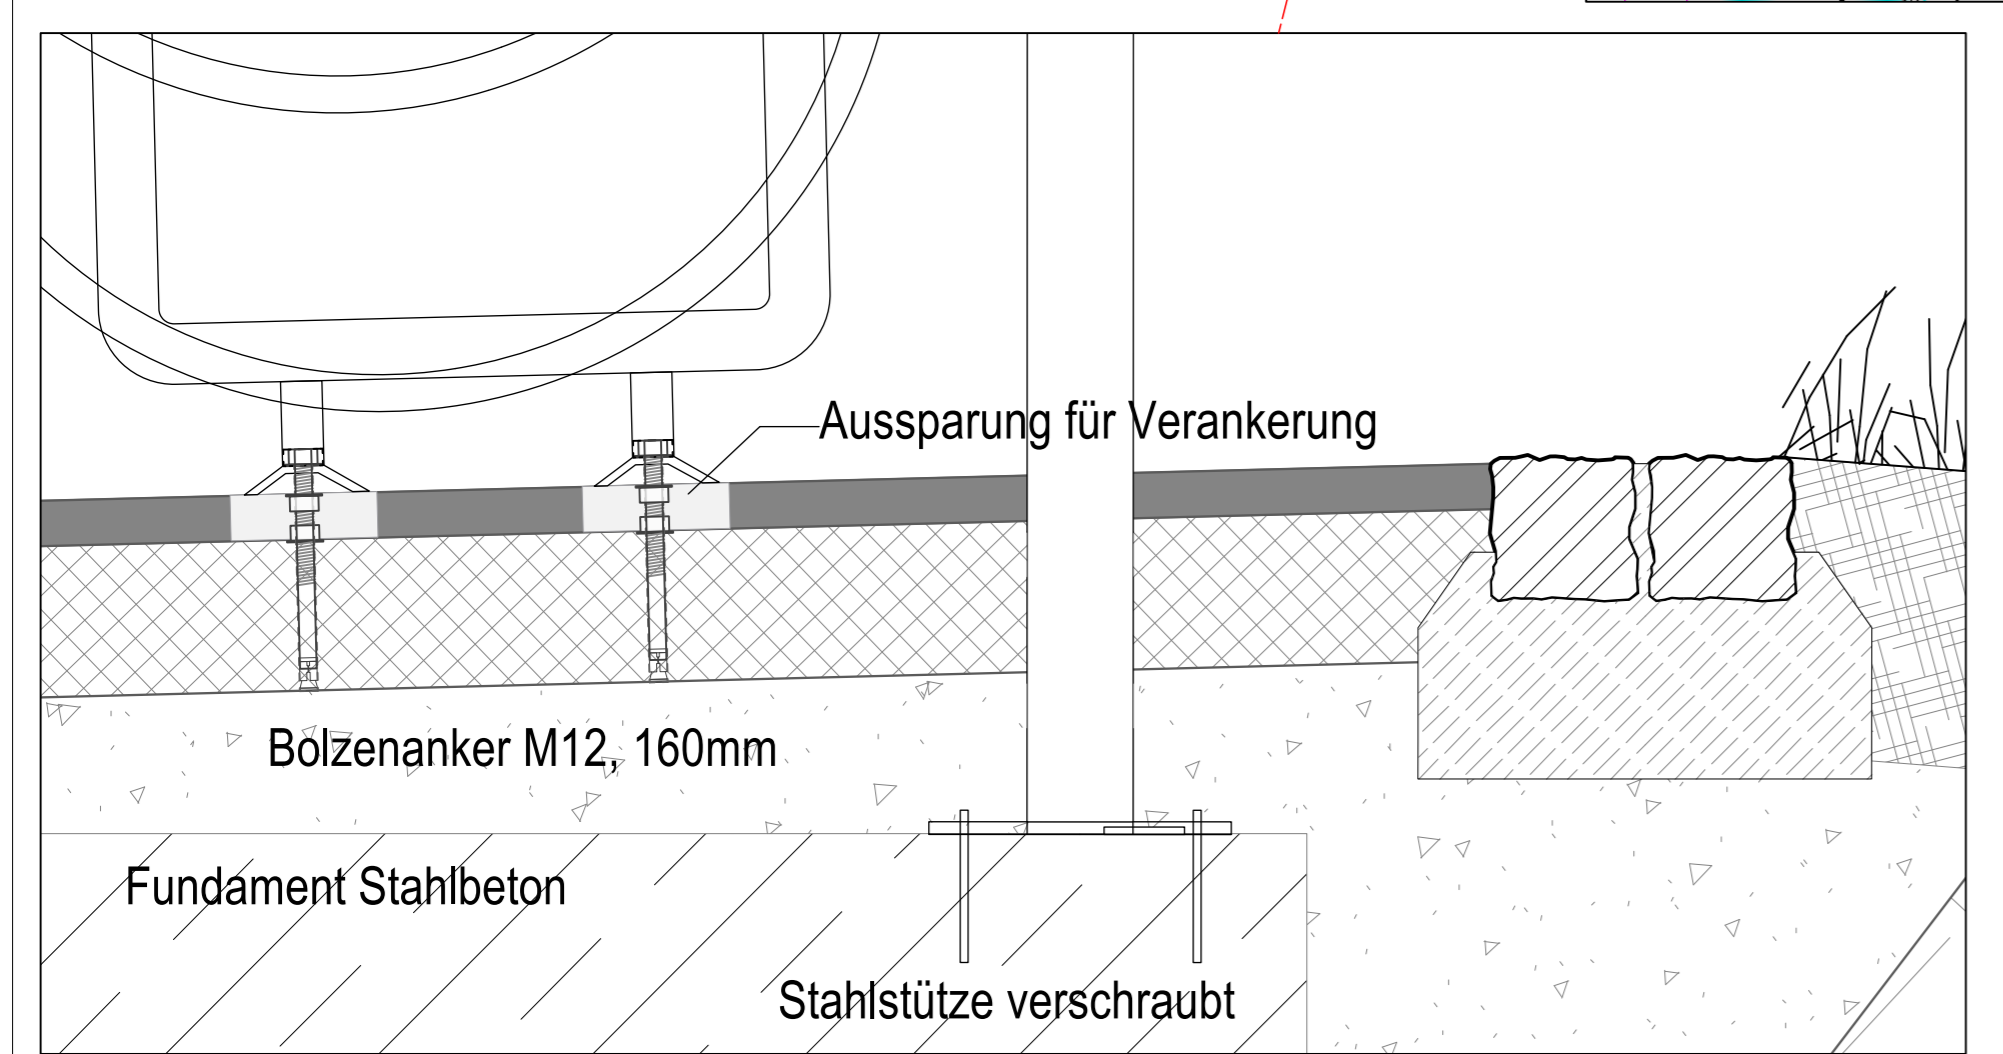 Aussparung für Verankerung
Bolzenanker M12, 160mm
Fundament Stahlbeton
Stahlstütze verschraubt